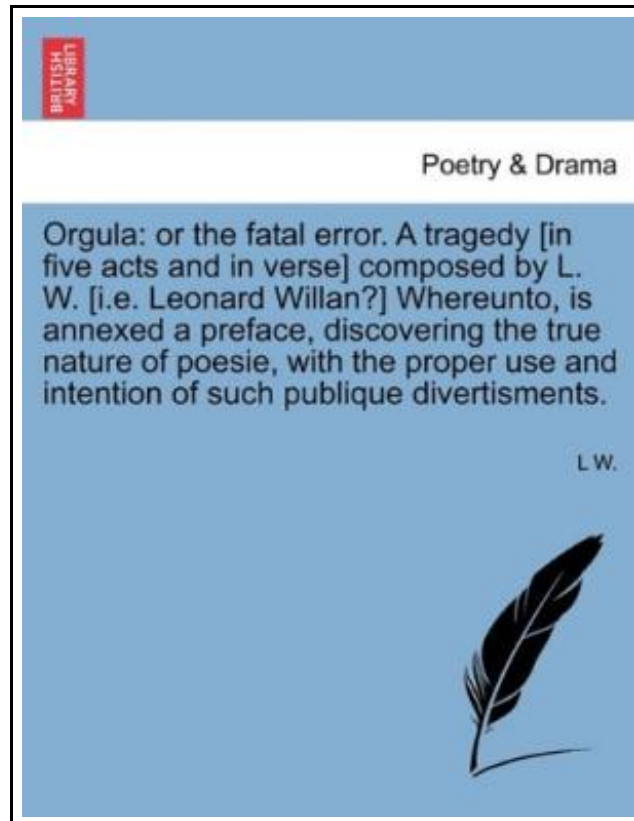 BRITISH
LIBRARY
Poetry & Drama
Orgula: or the fatal error. A tragedy [in
five acts and in verse] composed by L.
W. [i.e. Leonard Willan?] Whereunto, is
annexed a preface, discovering the true
nature of poesie, with the proper use and
intention of such publique divertisments.
L W.